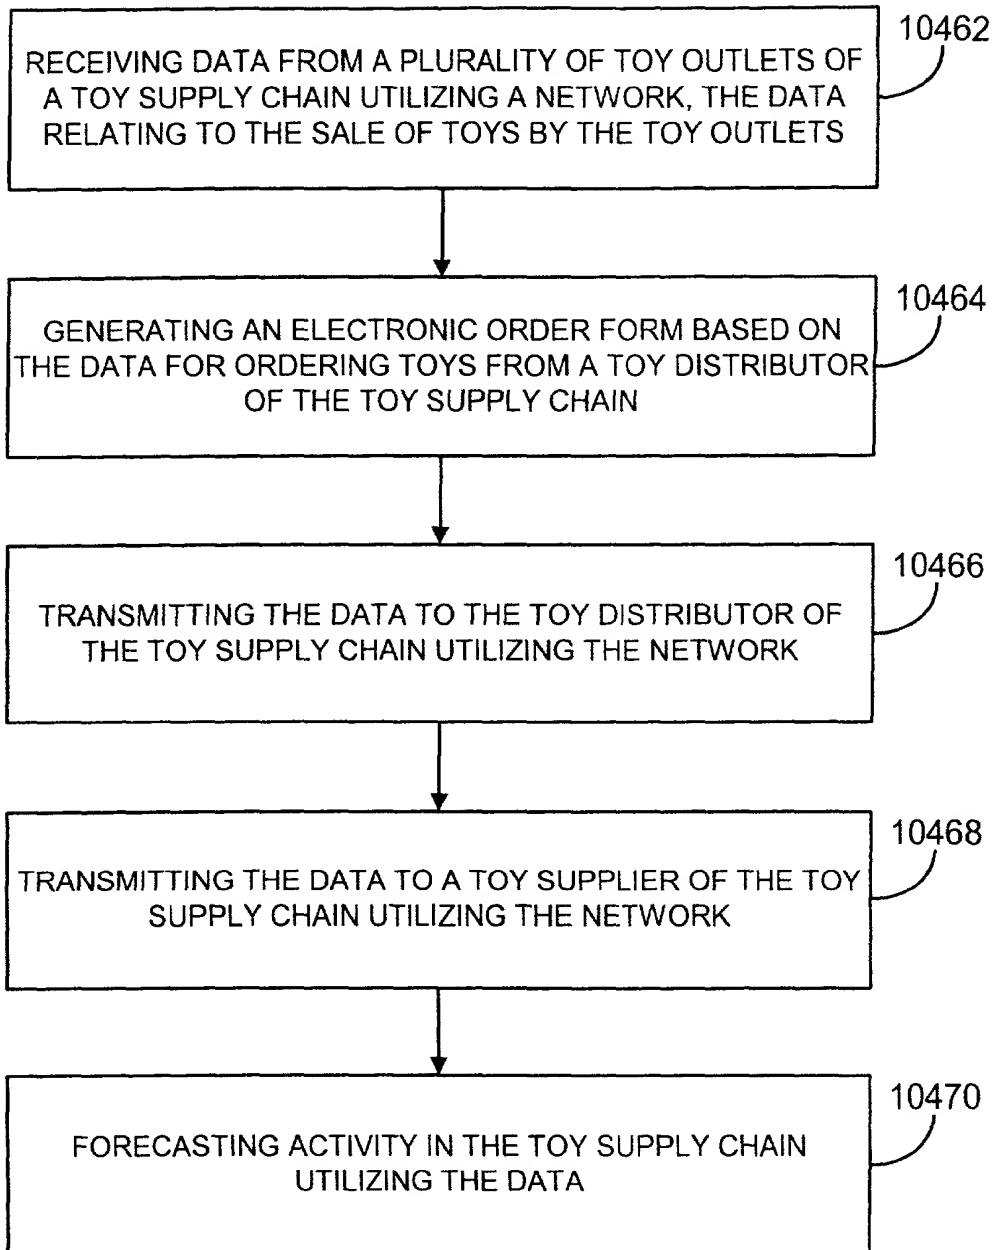 10462
RECEIVING DATA FROM A PLURALITY OF TOY OUTLETS OF
A TOY SUPPLY CHAIN UTILIZING A NETWORK, THE DATA
RELATING TO THE SALE OF TOYS BY THE TOY OUTLETS
10464
GENERATING AN ELECTRONIC ORDER FORM BASED ON
THE DATA FOR ORDERING TOYS FROM A TOY DISTRIBUTOR
OF THE TOY SUPPLY CHAIN
10466
TRANSMITTING THE DATA TO THE TOY DISTRIBUTOR OF
THE TOY SUPPLY CHAIN UTILIZING THE NETWORK
10468
TRANSMITTING THE DATA TO A TOY SUPPLIER OF THE TOY
SUPPLY CHAIN UTILIZING THE NETWORK
10470
FORECASTING ACTIVITY IN THE TOY SUPPLY CHAIN
UTILIZING THE DATA